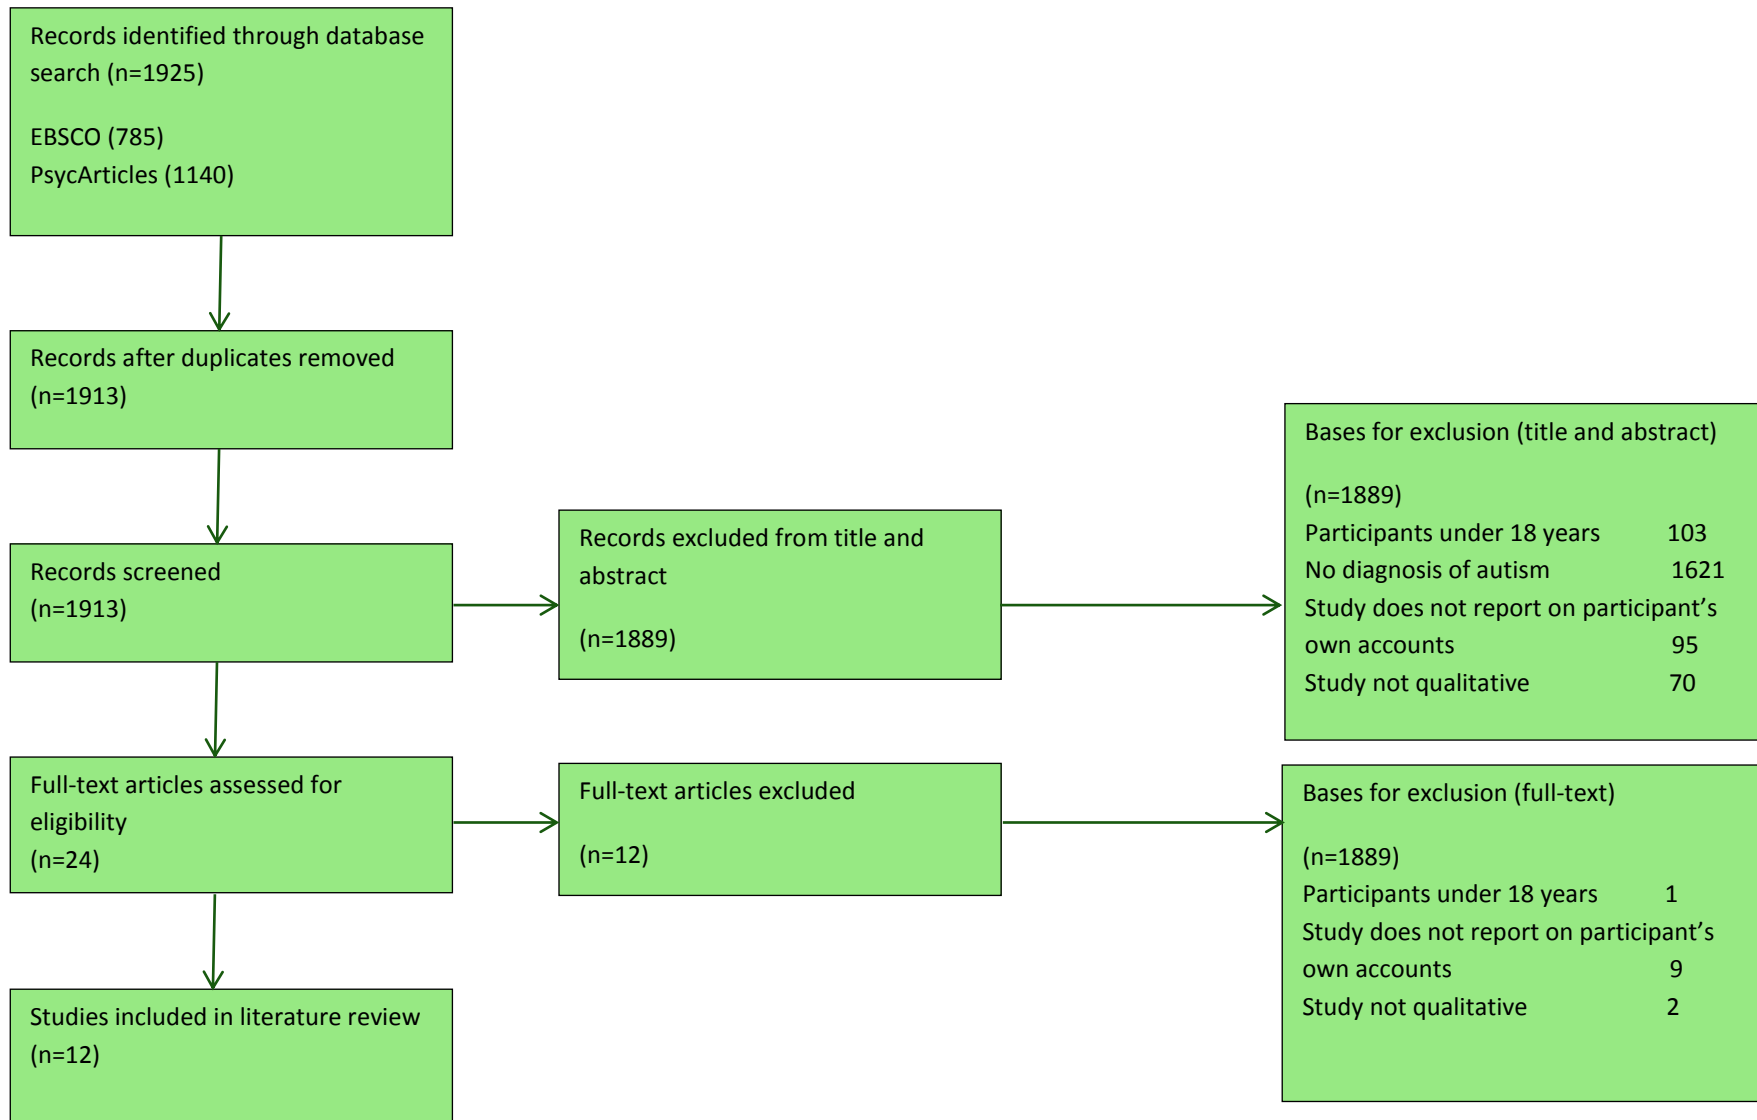 Records identified through database
search (n=1925)
EBSCO (785)
PsycArticles (1140)
Records after duplicates removed
(n=1913)
Records screened
(n=1913)
Records excluded from title and
abstract
(n=1889)
Bases for exclusion (title and abstract)
(n=1889)
Participants under 18 years 103
No diagnosis of autism 1621
Study does not report on participant’s
own accounts 95
Study not qualitative 70
Full-text articles assessed for
eligibility
(n=24)
Full-text articles excluded
(n=12)
Bases for exclusion (full-text)
(n=1889)
Participants under 18 years 1
Study does not report on participant’s
own accounts 9
Study not qualitative 2
Studies included in literature review
(n=12)